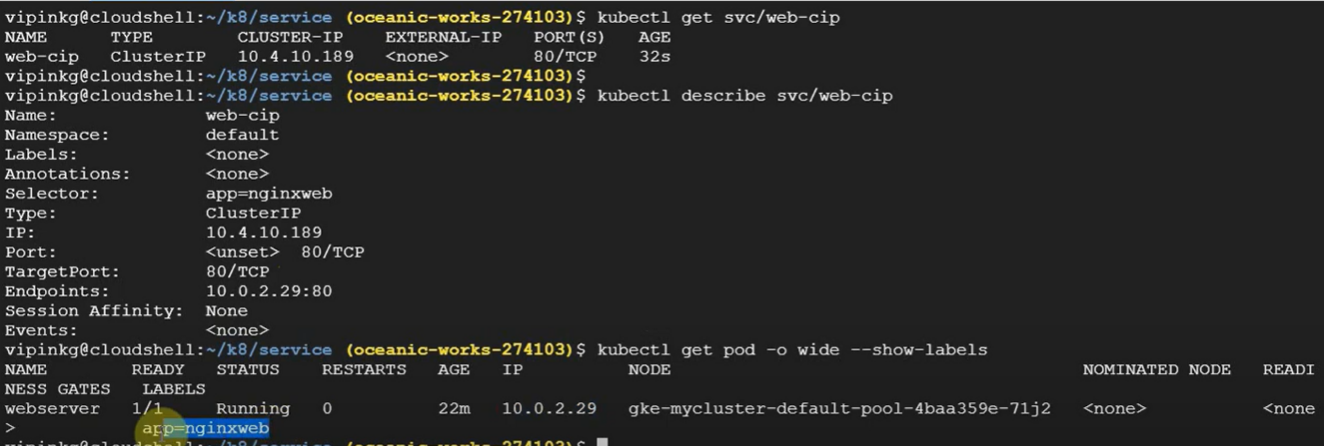 vipinkg@cloudshell:~/k8/service (oceanic-works-274103)$ kubectl get svc/web-cip
NAME TYPE CLUSTER-IP EXTERNAL-IP PORT(S) AGE
web-cip ClusterIP 10.4.10.189 <none> 80/TCP 32s
vipinkg@cloudshell:~/k8/service (oceanic-works-274103)$
vipinkg@cloudshell:~/k8/service (oceanic-works-274103)$ kubectl describe svc/web-cip
Name: web-cip
Namespace: default
Labels: <none>
Annotations: <none>
Selector: app=nginxweb
Type: ClusterIP
IP: 10.4.10.189
Port: <unset> 80/TCP
TargetPort: 80/TCP
Endpoints: 10.0.2.29:80
Session Affinity: None
Events: <none>
vipinkg@cloudshell:~/k8/service (oceanic-works-274103)$ kubectl get pod -o wide --show-labels
NAME READY STATUS RESTARTS AGE IP NODE NOMINATED NODE READI
NESS GATES LABELS
webserver 1/1 Running 0 22m 10.0.2.29 gke-mycluster-default-pool-4baa359e-71j2 <none> <none
> app=nginxweb
vipinkg@cloudshell:~/k8/service (oceanic-works-274103)$